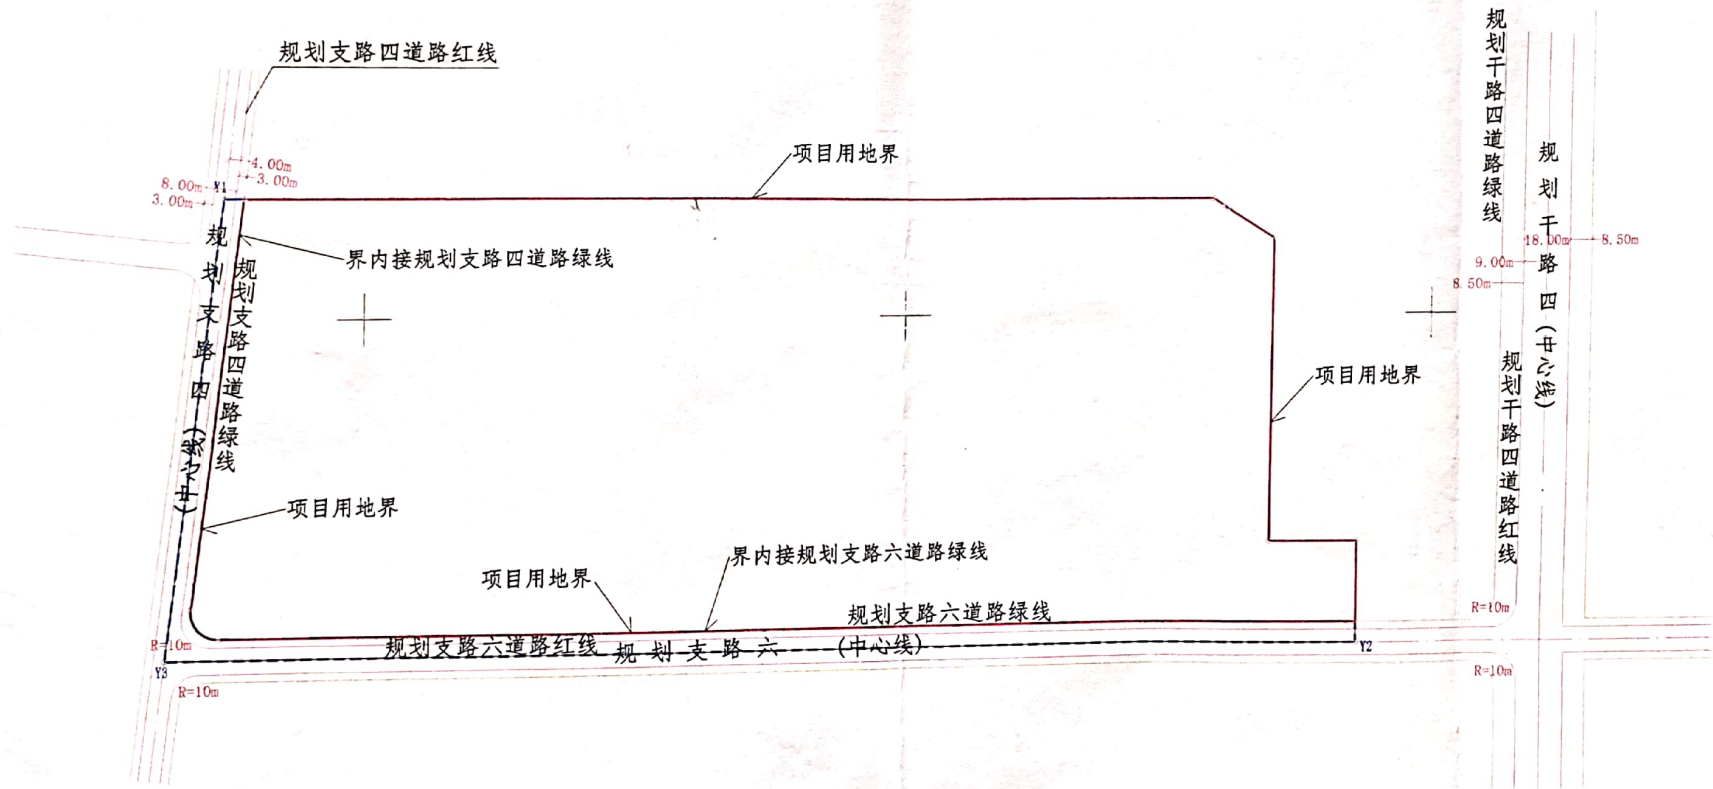 规划支路四道路红线
项目用地界
4.00m
3.00m
8.00m
Y1
3.00m
规划支路四(中心线)
界内接规划支路四道路绿线
规划支路四道路绿线
项目用地界
项目用地界
界内接规划支路六道路绿线
项目用地界
规划支路六道路绿线
规划支路六道路红线
规划支路六(中心线)
R=10m
Y3
R=10m
Y2
规划干路四道路绿线
规划干路四(中心线)
18.00m
8.50m
9.00m
8.50m
规划干路四道路红线
R=10m
R=10m